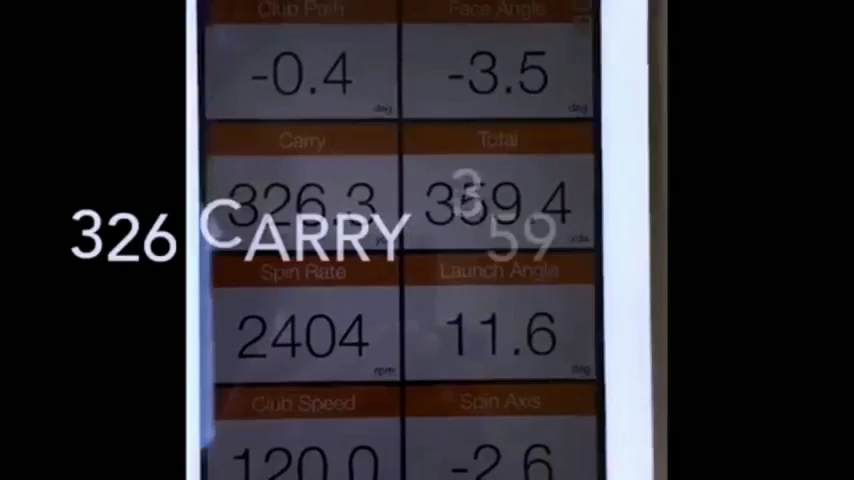 Club Path Face Angle
-0.4 -3.5
deg deg
Carry Total
326.3 359.4
yds
326 CARRY 359
Spin Rate Launch Angle
2404 11.6
rpm deg
Club Speed Spin Axis
120.0 -2.6